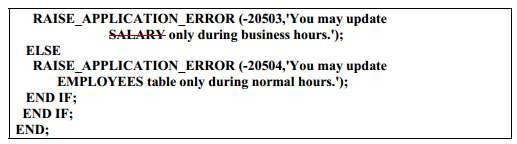 RAISE_APPLICATION_ERROR (-20503,'You may update
SALARY only during business hours.');
ELSE
RAISE_APPLICATION_ERROR (-20504,'You may update
EMPLOYEES table only during normal hours.');
END IF;
END IF;
END;